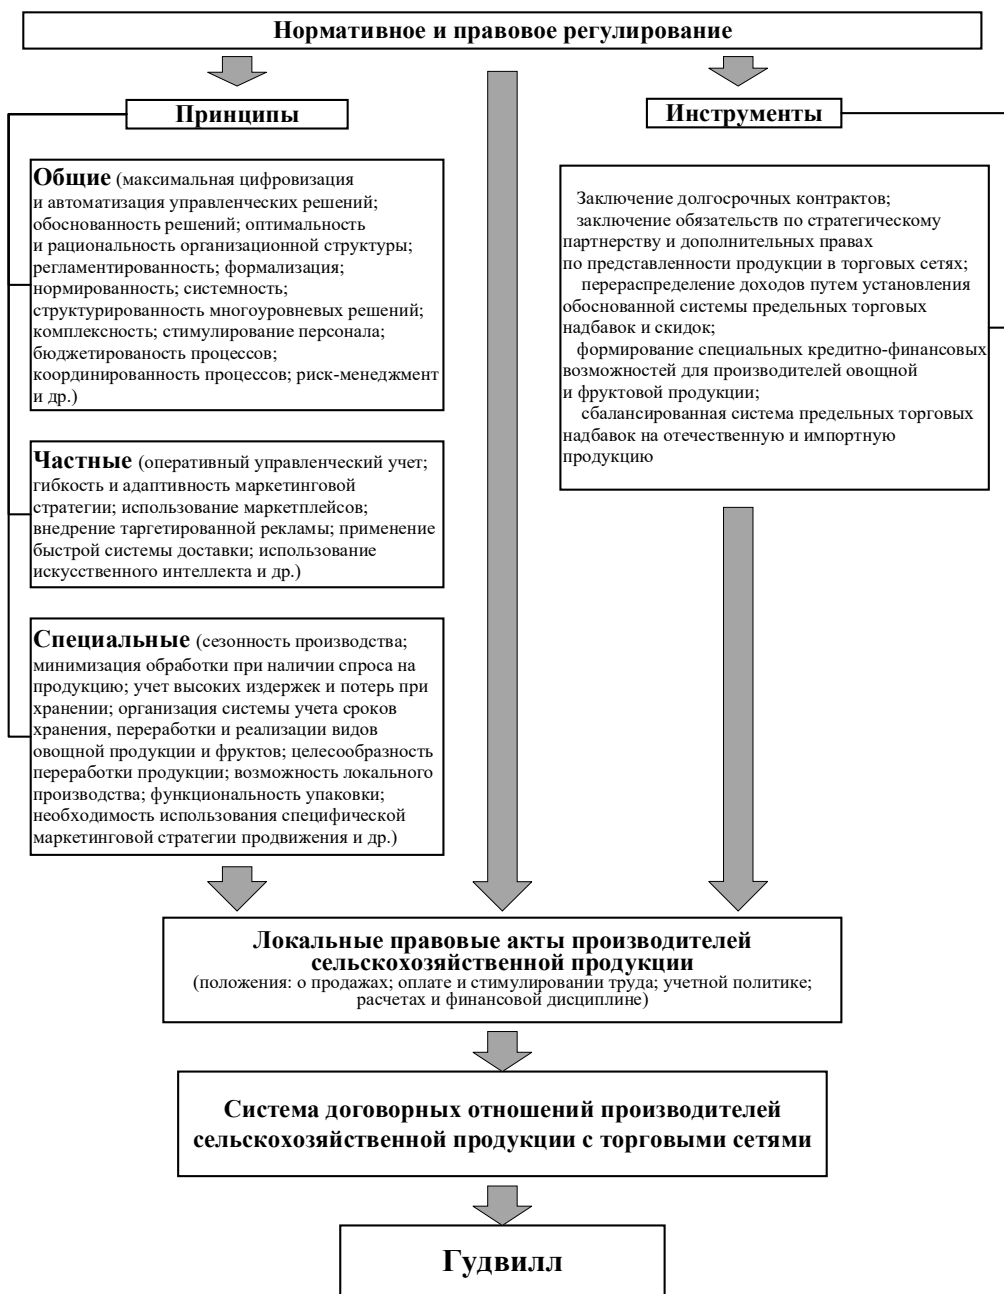 Нормативное и правовое регулирование
Принципы
Общие (максимальная цифровизация
и автоматизация управленческих решений;
обоснованность решений; оптимальность
и рациональность организационной структуры;
регламентированность; формализация;
нормированность; системность;
структурированность многоуровневых решений;
комплексность; стимулирование персонала;
бюджетированость процессов;
координированность процессов; риск-менеджмент
и др.)
Частные (оперативный управленческий учет;
гибкость и адаптивность маркетинговой
стратегии; использование маркетплейсов;
внедрение таргетированной рекламы; применение
быстрой системы доставки; использование
искусственного интеллекта и др.)
Специальные (сезонность производства;
минимизация обработки при наличии спроса на
продукцию; учет высоких издержек и потерь при
хранении; организация системы учета сроков
хранения, переработки и реализации видов
овощной продукции и фруктов; целесообразность
переработки продукции; возможность локального
производства; функциональность упаковки;
необходимость использования специфической
маркетинговой стратегии продвижения и др.)
Инструменты
Заключение долгосрочных контрактов;
заключение обязательств по стратегическому
партнерству и дополнительных правах
по представленности продукции в торговых сетях;
перераспределение доходов путем установления
обоснованной системы предельных торговых
надбавок и скидок;
формирование специальных кредитно-финансовых
возможностей для производителей овощной
и фруктовой продукции;
сбалансированная система предельных торговых
надбавок на отечественную и импортную
продукцию
Локальные правовые акты производителей
сельскохозяйственной продукции
(положения: о продажах; оплате и стимулировании труда; учетной политике;
расчетах и финансовой дисциплине)
Система договорных отношений производителей
сельскохозяйственной продукции с торговыми сетями
Гудвилл